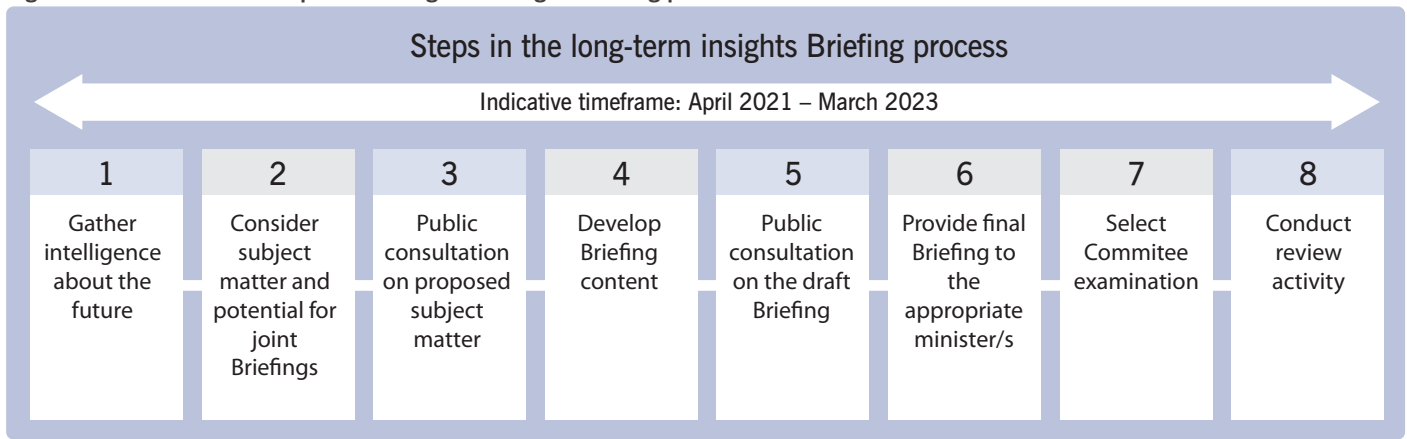 Steps in the long-term insights Briefing process
Indicative timeframe: April 2021 – March 2023
1
Gather
intelligence
about the
future
2
Consider
subject
matter and
potential for
joint
Briefings
3
Public
consultation
on proposed
subject
matter
4
Develop
Briefing
content
5
Public
consultation
on the draft
Briefing
6
Provide final
Briefing to
the
appropriate
minister/s
7
Select
Commitee
examination
8
Conduct
review
activity